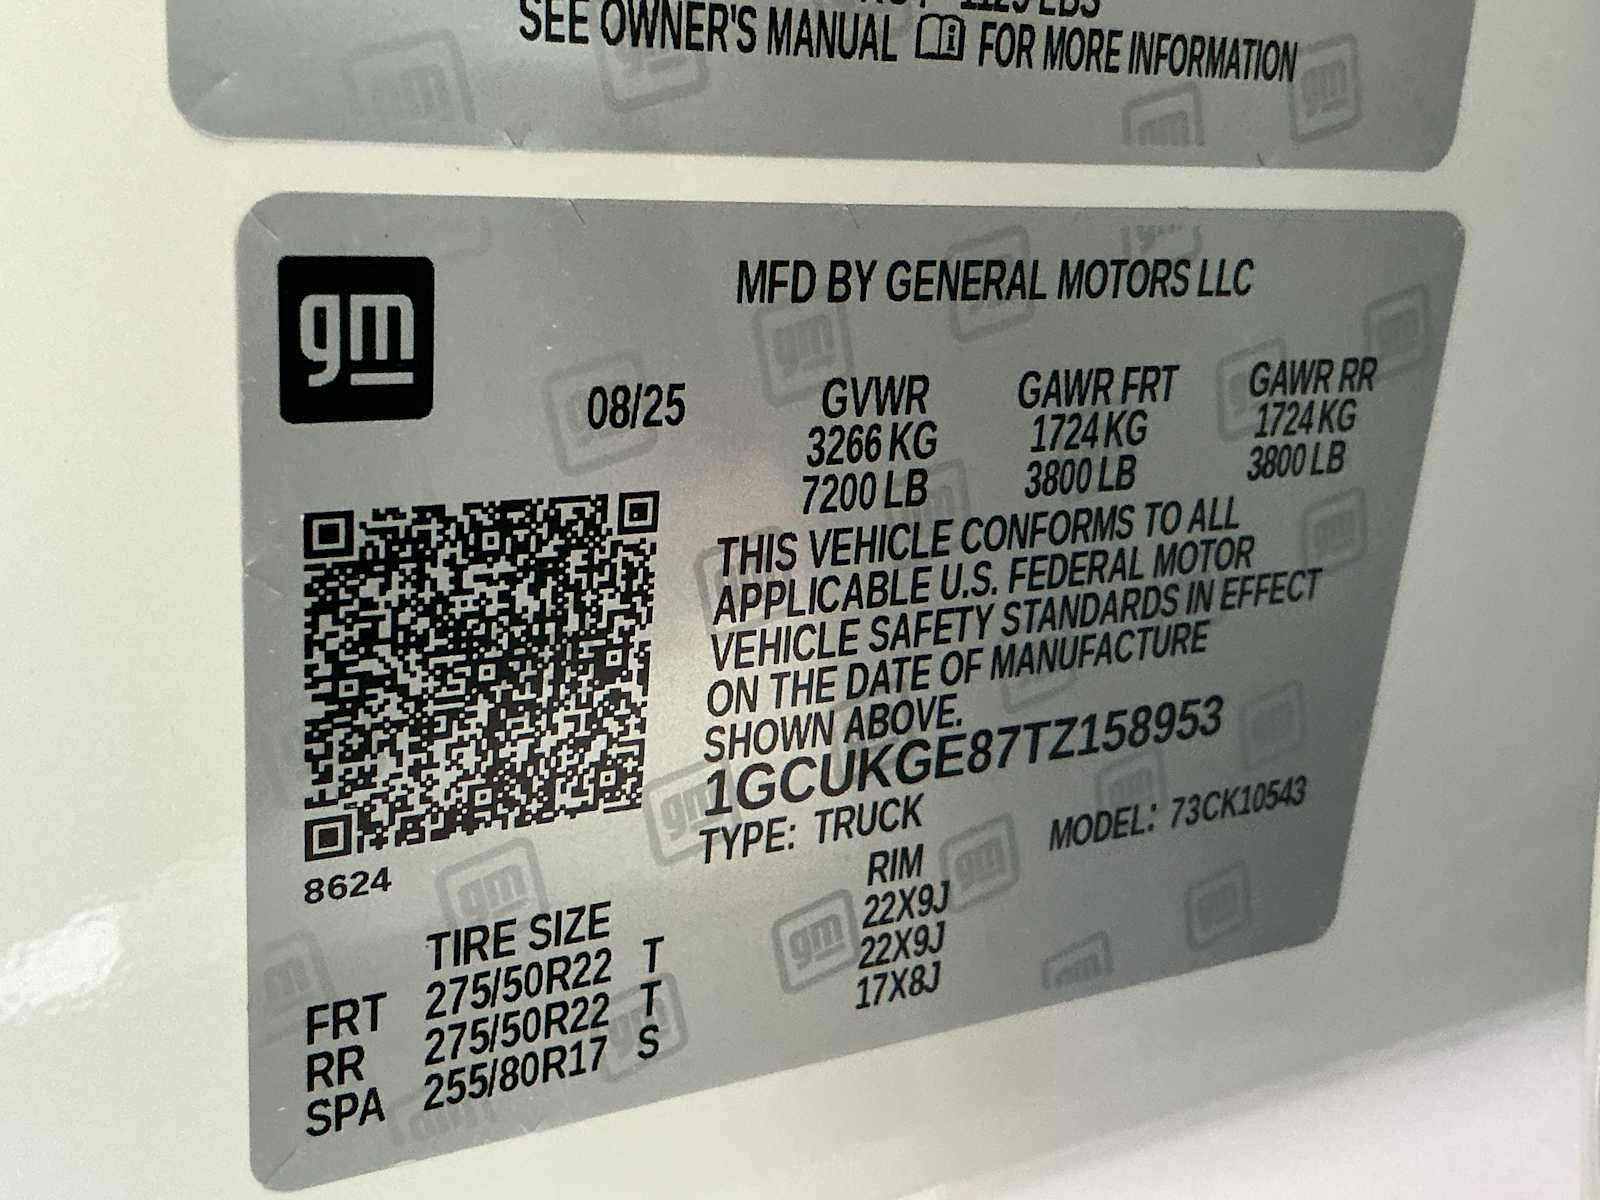 1129 LBS
SEE OWNER'S MANUAL FOR MORE INFORMATION
gm
MFD BY GENERAL MOTORS LLC
08/25
GVWR GAWR FRT GAWR RR
3266 KG 1724 KG 1724 KG
7200 LB 3800 LB 3800 LB
THIS VEHICLE CONFORMS TO ALL
APPLICABLE U.S. FEDERAL MOTOR
VEHICLE SAFETY STANDARDS IN EFFECT
ON THE DATE OF MANUFACTURE
SHOWN ABOVE.
1GCUKGE87TZ158953
TYPE: TRUCK MODEL: 73CK10543
8624
TIRE SIZE RIM
FRT 275/50R22 T 22X9J
RR 275/50R22 T 22X9J
SPA 255/80R17 S 17X8J